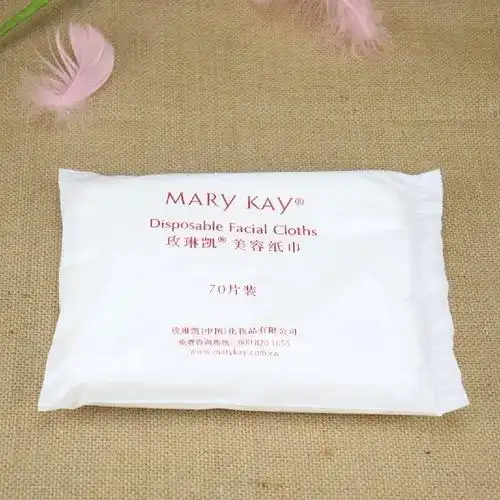 MARY KAY®
Disposable Facial Cloths
玫琳凯® 美容纸巾
70片装
玫琳凯(中国)化妆品有限公司
免费咨询热线: 800 820 1655
www.marykay.com.cn